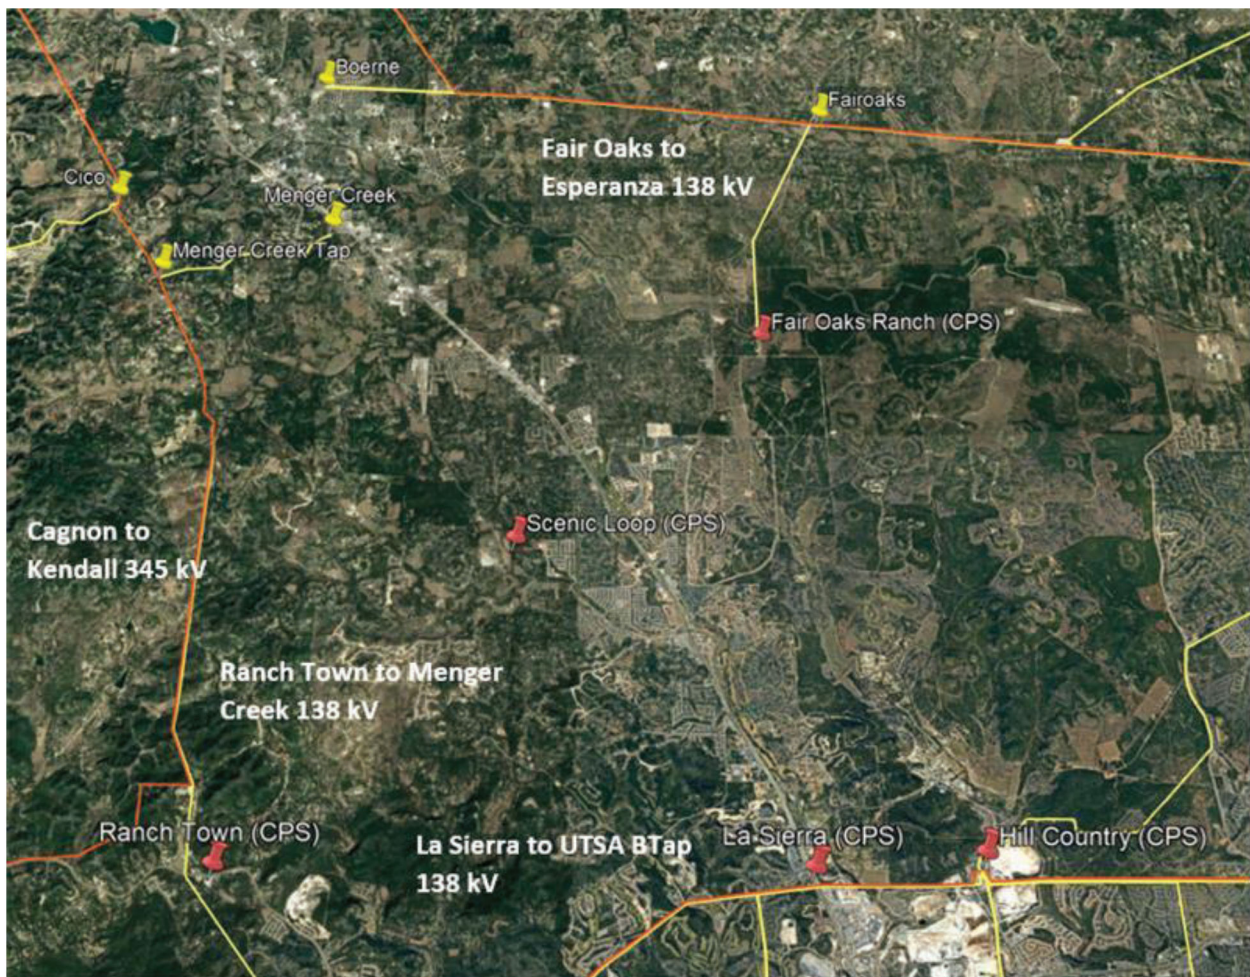 Boerne
Fairoaks
Fair Oaks to
Esperanza 138 kV
Cico
Menger Creek
Menger Creek Tap
Fair Oaks Ranch (CPS)
Scenic Loop (CPS)
Cagnon to
Kendall 345 kV
Ranch Town to Menger
Creek 138 kV
Ranch Town (CPS)
La Sierra to UTSA BTap
138 kV
La Sierra (CPS)
Hill Country (CPS)